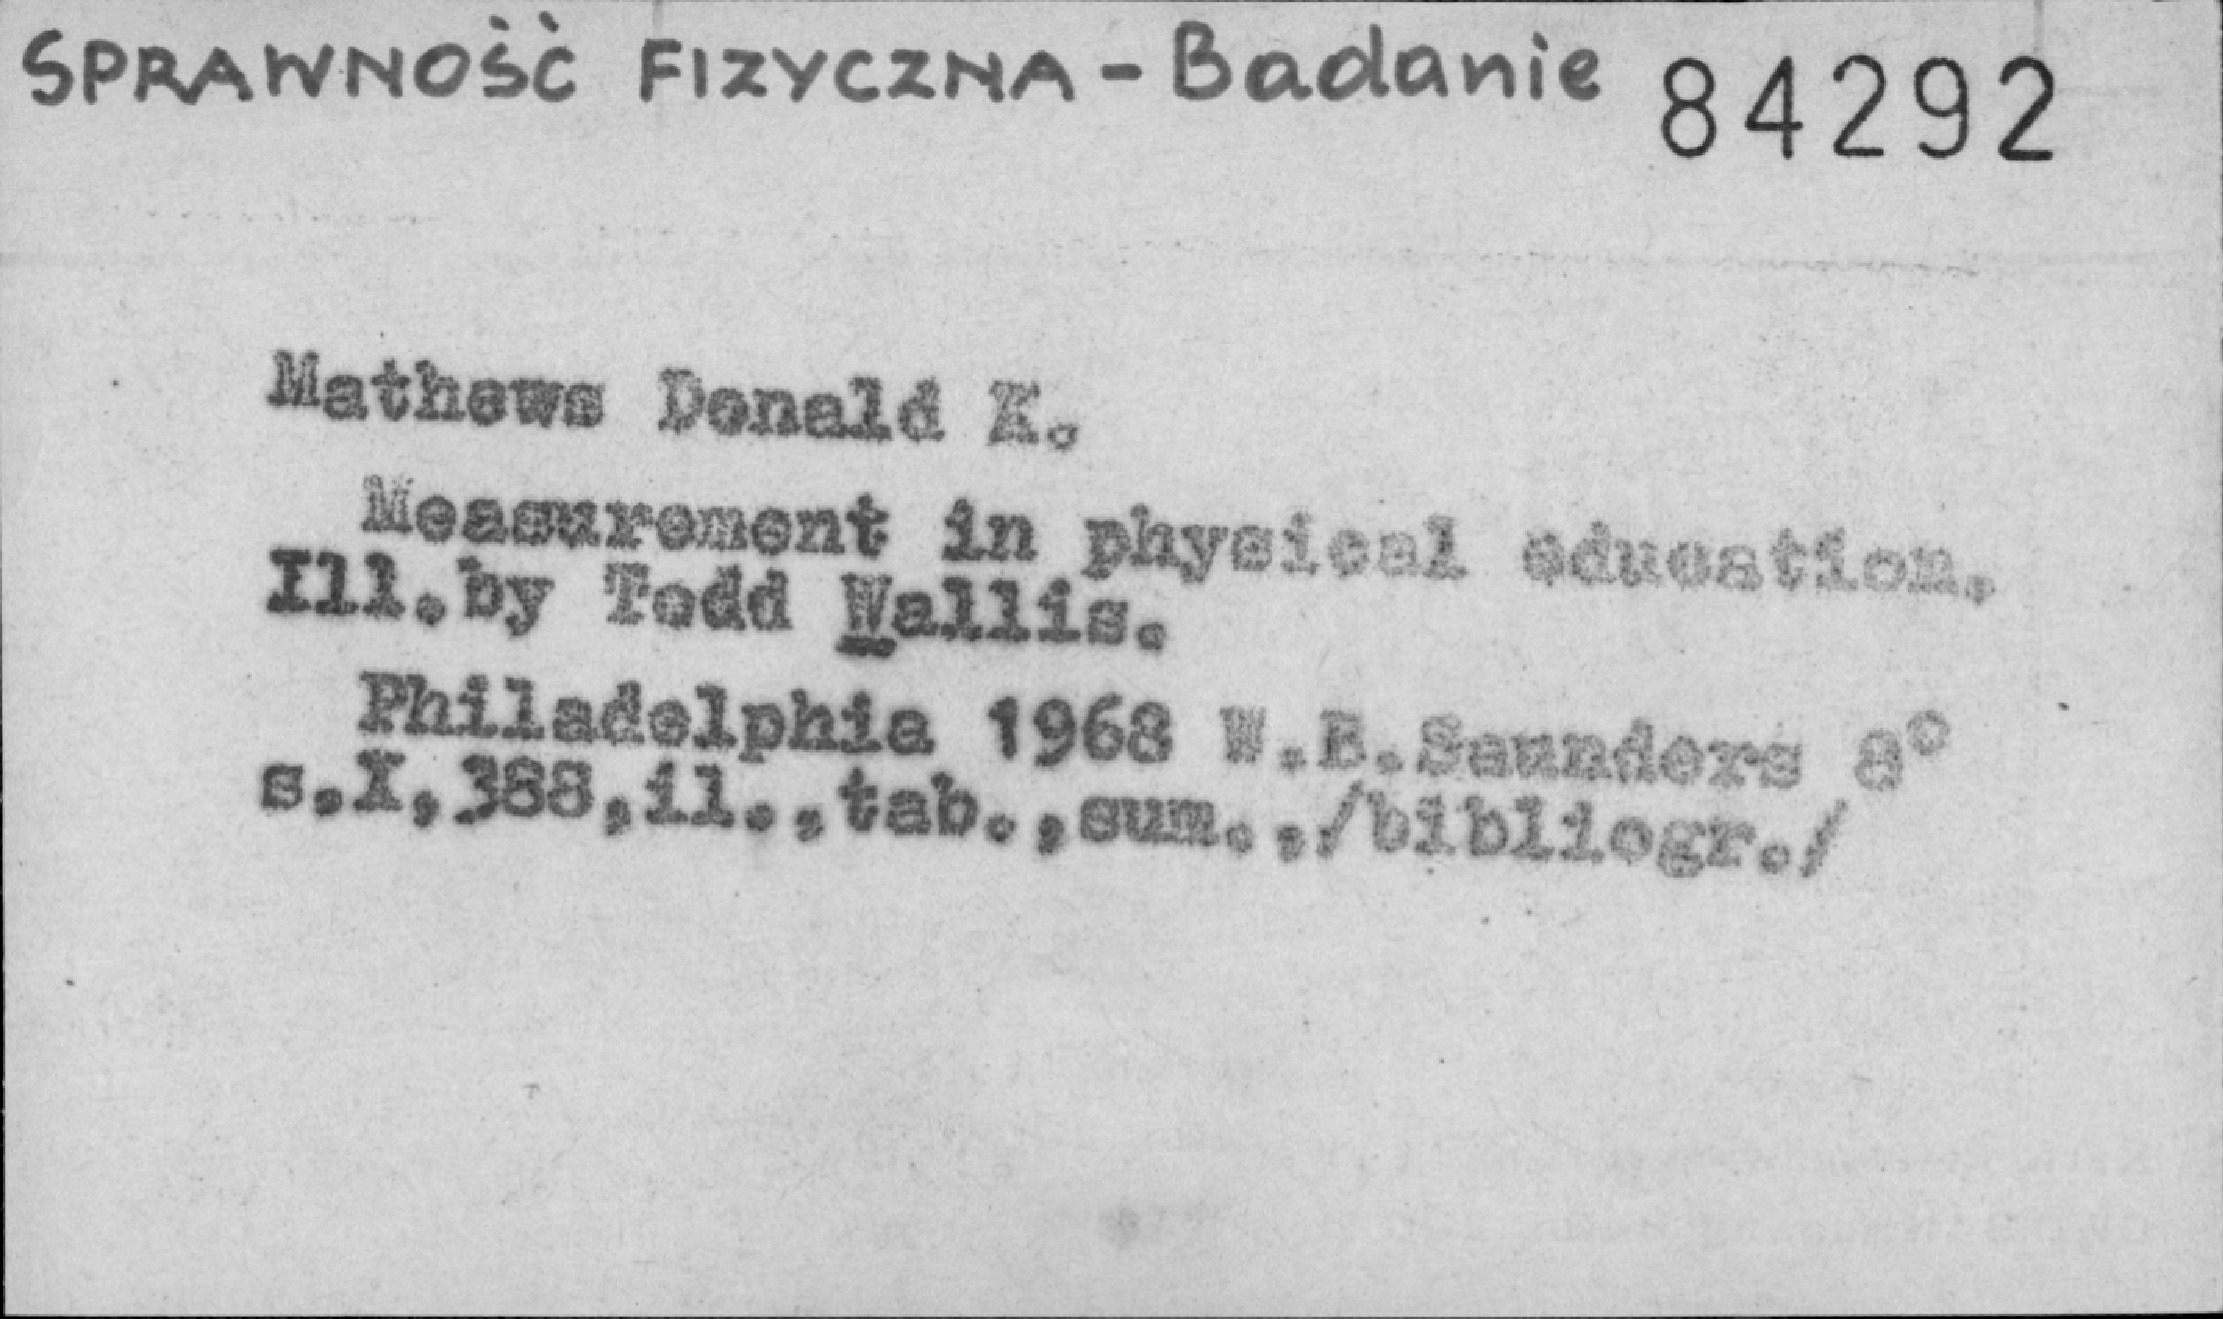 SPRAWNOŚĆ FIZYCZNA - Badanie 84292
Mathews Donald K.
Measurement in physical education.
Ill.by Todd Wallis.
Philadelphia 1968 W.B.Saunders 8°
s.X,388,il.,tab.,sum.,/bibliogr./